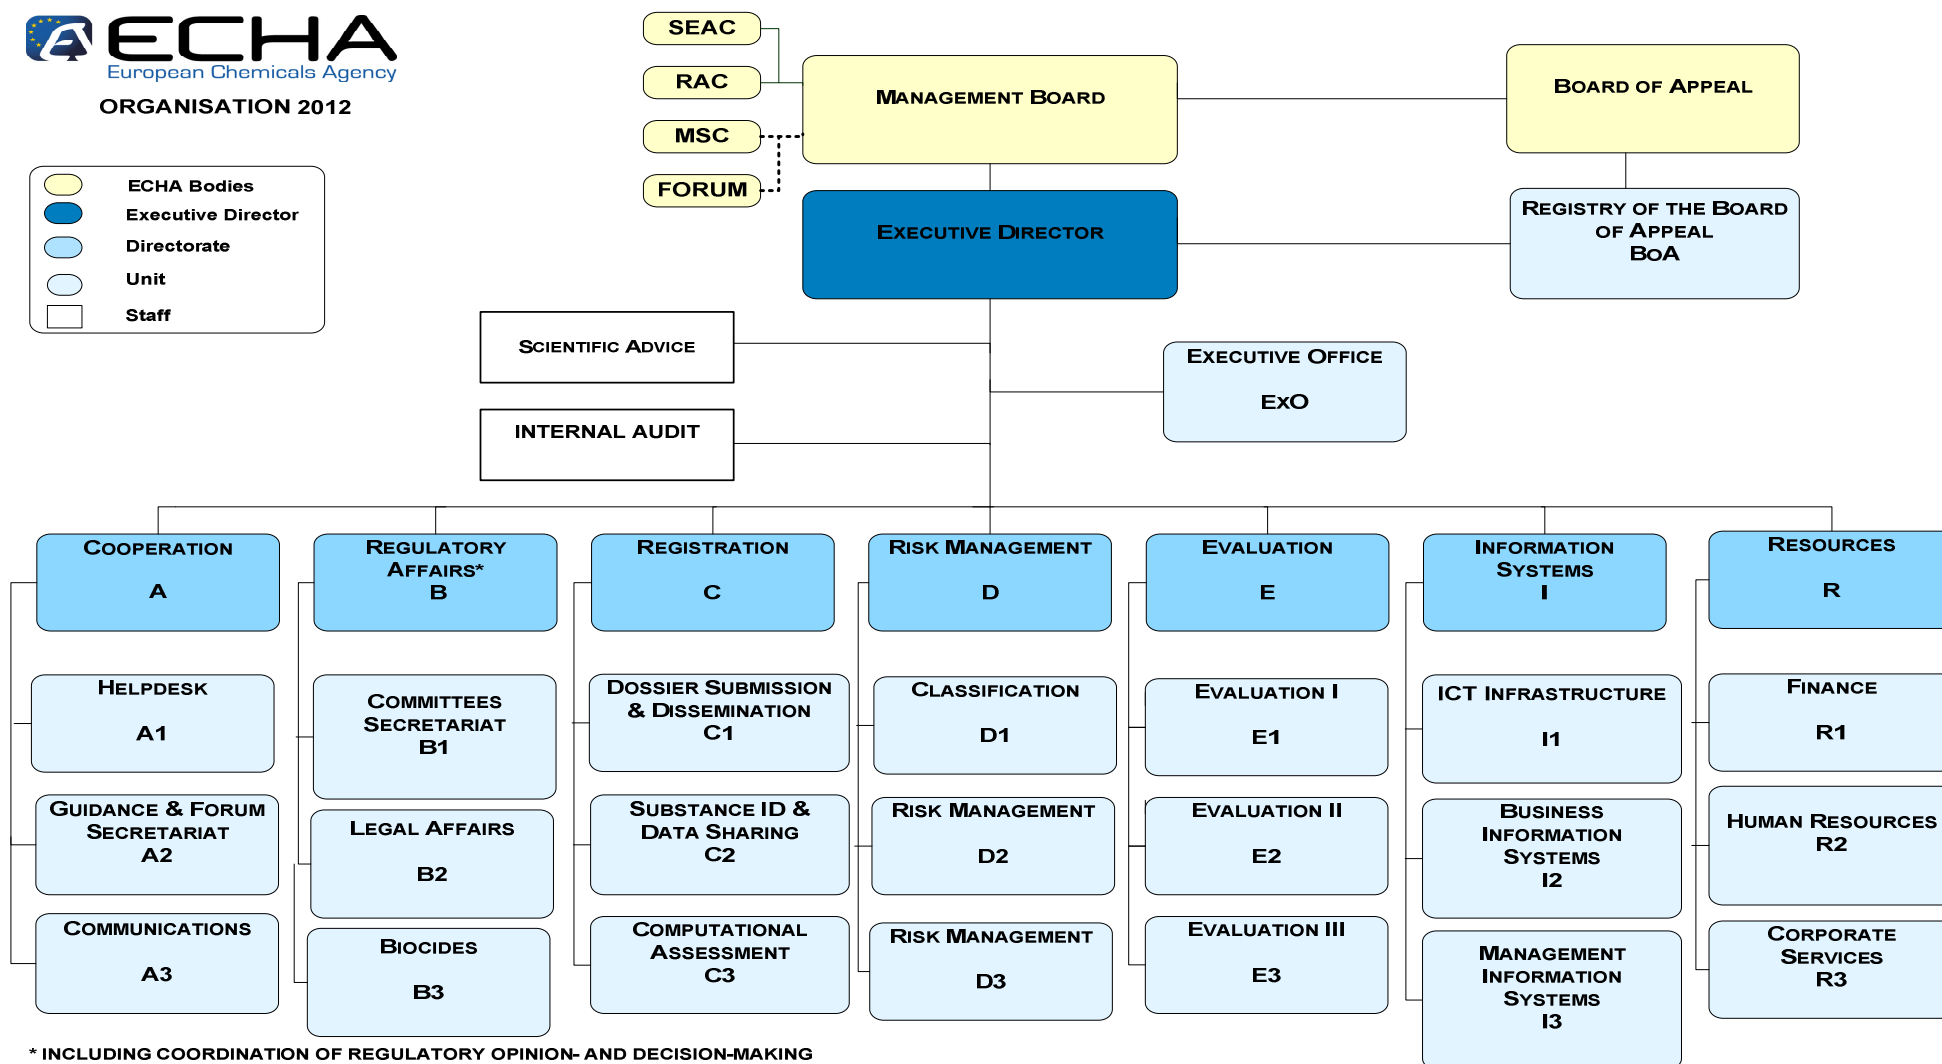 ECHA
European Chemicals Agency
ORGANISATION 2012
ECHA Bodies
Executive Director
Directorate
Unit
Staff
SEAC
RAC
MSC
FORUM
MANAGEMENT BOARD
BOARD OF APPEAL
EXECUTIVE DIRECTOR
REGISTRY OF THE BOARD
OF APPEAL
BOA
SCIENTIFIC ADVICE
EXECUTIVE OFFICE
EXO
INTERNAL AUDIT
COOPERATION
A
REGULATORY
AFFAIRS*
B
REGISTRATION
C
RISK MANAGEMENT
D
EVALUATION
E
INFORMATION
SYSTEMS
I
RESOURCES
R
HELPDESK
A1
COMMITTEES
SECRETARIAT
B1
DOSSIER SUBMISSION
& DISSEMINATION
C1
CLASSIFICATION
D1
EVALUATION I
E1
ICT INFRASTRUCTURE
I1
FINANCE
R1
GUIDANCE & FORUM
SECRETARIAT
A2
LEGAL AFFAIRS
B2
SUBSTANCE ID &
DATA SHARING
C2
RISK MANAGEMENT
D2
EVALUATION II
E2
BUSINESS
INFORMATION
SYSTEMS
I2
HUMAN RESOURCES
R2
COMMUNICATIONS
A3
BIOCIDES
B3
COMPUTATIONAL
ASSESSMENT
C3
RISK MANAGEMENT
D3
EVALUATION III
E3
MANAGEMENT
INFORMATION
SYSTEMS
I3
CORPORATE
SERVICES
R3
* INCLUDING COORDINATION OF REGULATORY OPINION- AND DECISION-MAKING